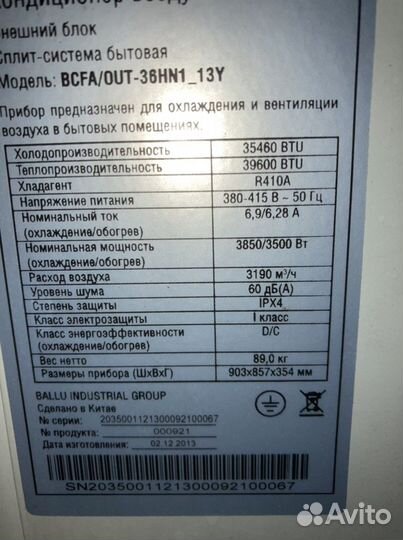 Внешний блок
Сплит-система бытовая
Модель: BCFA/OUT-36HN1_13Y
Прибор предназначен для охлаждения и вентиляции
воздуха в бытовых помещениях.
Холодопроизводительность 35460 BTU
Теплопроизводительность 39600 BTU
Хладагент R410A
Напряжение питания 380-415 В ~ 50 Гц
Номинальный ток 6,9/6,28 А
(охлаждение/обогрев)
Номинальная мощность 3850/3500 Вт
(охлаждение/обогрев)
Расход воздуха 3190 м³/ч
Уровень шума 60 дБ(А)
Степень защиты IPX4
Класс электрозащиты I класс
Класс энергоэффективности D/C
(охлаждение/обогрев)
Вес нетто 89,0 кг
Размеры прибора (ШхВхГ) 903x857x354 мм
BALLU INDUSTRIAL GROUP
Сделано в Китае
№ серии: 2035001121300092100067
№ продукта: 000921
Дата изготовления: 02.12.2013
SN2035001121300092100067
Avito